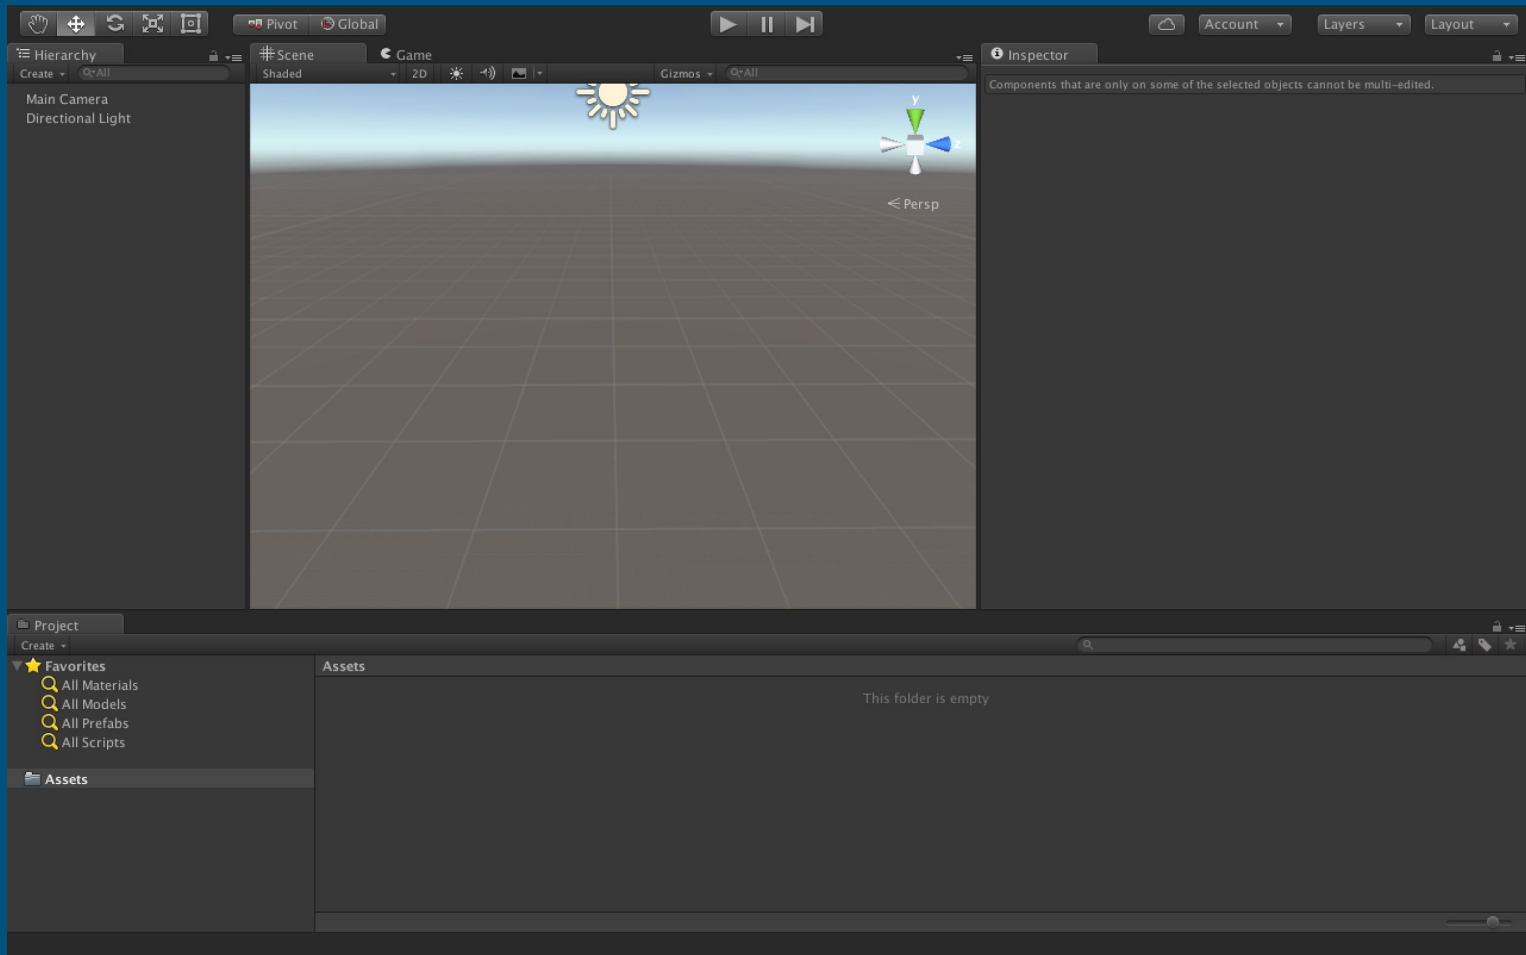 Pivot Global Account Layers Layout
Hierarchy
Create All
Main Camera
Directional Light
Scene Game
Shaded 2D Gizmos All
y
z
Persp
Inspector
Components that are only on some of the selected objects cannot be multi-edited.
Project
Create
Favorites
All Materials
All Models
All Prefabs
All Scripts
Assets
Assets
This folder is empty